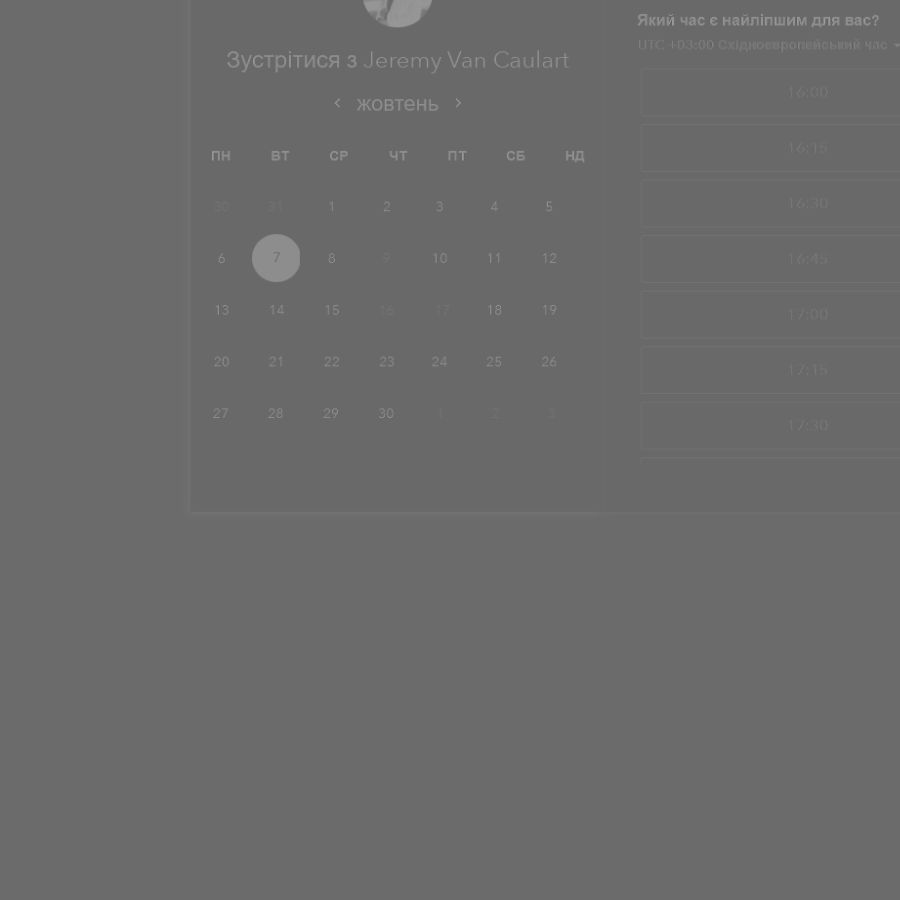 Зустрітися з Jeremy Van Caulart
жовтень
ПН ВТ СР ЧТ ПТ СБ НД
30 31 1 2 3 4 5
6 7 8 9 10 11 12
13 14 15 16 17 18 19
20 21 22 23 24 25 26
27 28 29 30 1 2 3
Який час є найліпшим для вас?
UTC +03:00 Східноєвропейський час
16:00
16:15
16:30
16:45
17:00
17:15
17:30